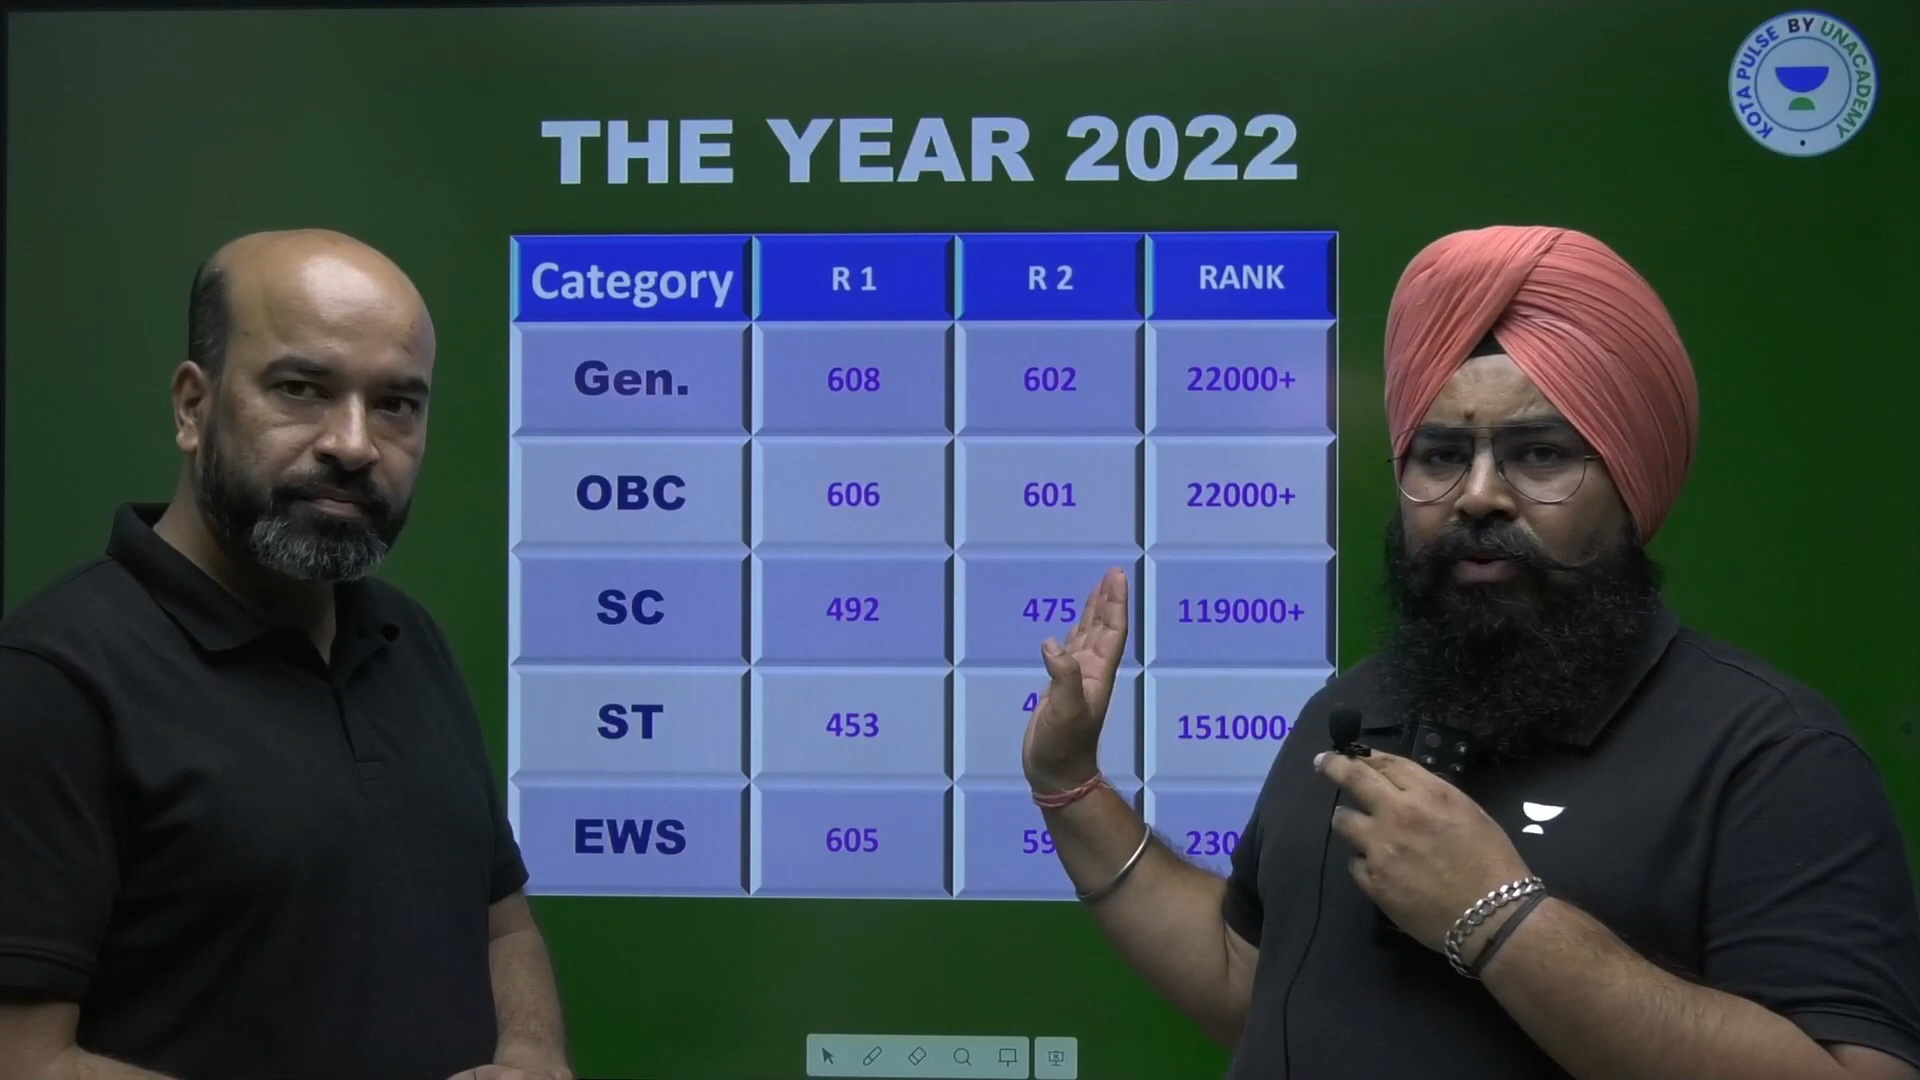 KOTA PULSE BY UNACADEMY
THE YEAR 2022
Category R 1 R 2 RANK
Gen. 608 602 22000+
OBC 606 601 22000+
SC 492 475 119000+
ST 453 151000+
EWS 605